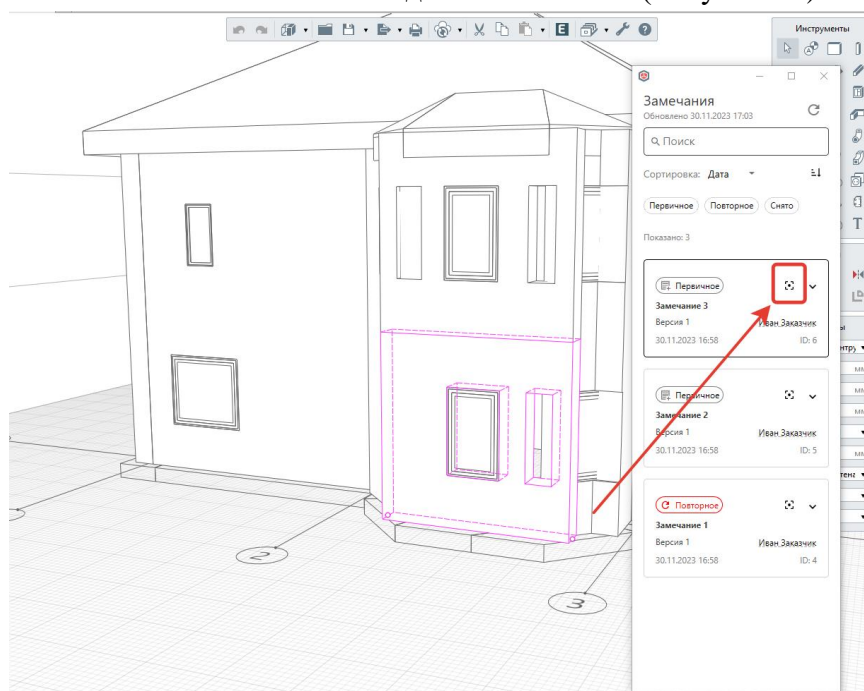 Инструменты
Замечания
Обновлено 30.11.2023 17:03
Поиск
Сортировка: Дата
Первичное Повторное Снято
Показано: 3
Первичное
Замечание 3
Версия 1 Иван Заказчик
30.11.2023 16:58 ID: 6
Первичное
Замечание 2
Версия 1 Иван Заказчик
30.11.2023 16:58 ID: 5
Повторное
Замечание 1
Версия 1 Иван Заказчик
30.11.2023 16:58 ID: 4
2
3